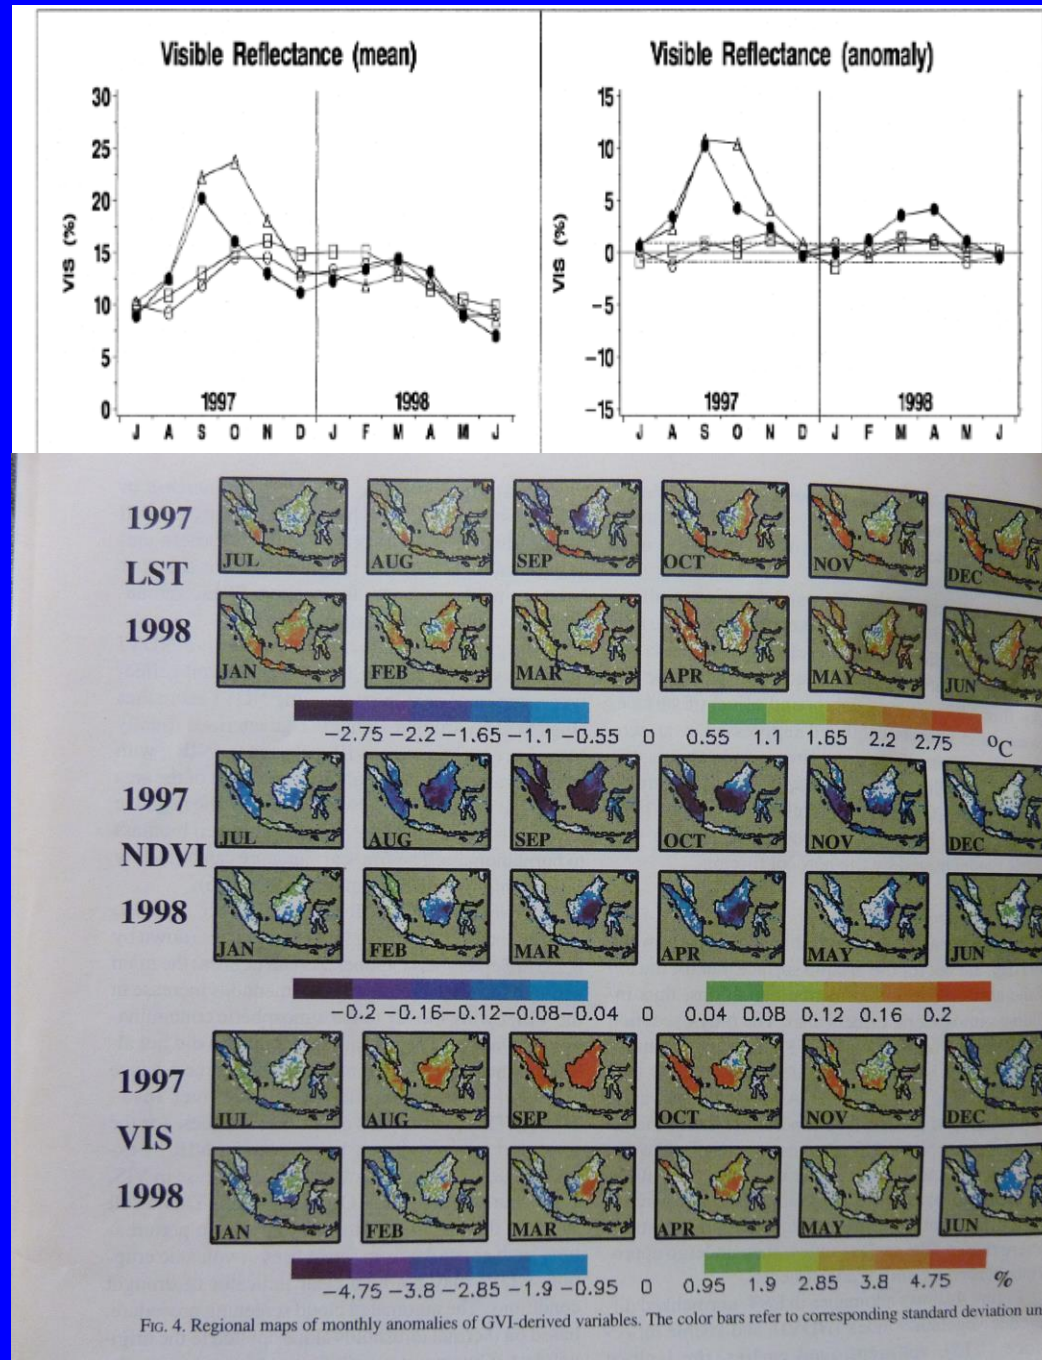 Visible Reflectance (mean)
30
25
20
15
10
5
0
VIS (%)
1997 1998
J A S O N D J F M A M J
Visible Reflectance (anomaly)
15
10
5
0
−5
−10
−15
VIS (%)
1997 1998
J A S O N D J F M A M J
1997
LST
1998
JUL AUG SEP OCT NOV DEC
JAN FEB MAR APR MAY JUN
−2.75 −2.2 −1.65 −1.1 −0.55 0 0.55 1.1 1.65 2.2 2.75 °C
1997
NDVI
1998
JUL AUG SEP OCT NOV DEC
JAN FEB MAR APR MAY JUN
−0.2 −0.16−0.12−0.08−0.04 0 0.04 0.08 0.12 0.16 0.2
1997
VIS
1998
JUL AUG SEP OCT NOV DEC
JAN FEB MAR APR MAY JUN
−4.75 −3.8 −2.85 −1.9 −0.95 0 0.95 1.9 2.85 3.8 4.75 %
FIG. 4. Regional maps of monthly anomalies of GVI-derived variables. The color bars refer to corresponding standard deviation un